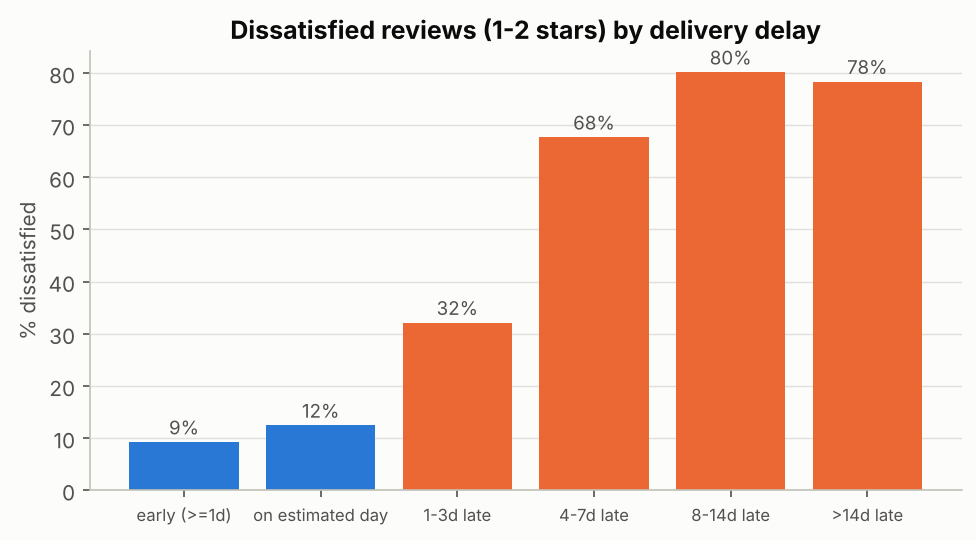 Dissatisfied reviews (1-2 stars) by delivery delay
% dissatisfied
80
70
60
50
40
30
20
10
0
9%
12%
32%
68%
80%
78%
early (>=1d)
on estimated day
1-3d late
4-7d late
8-14d late
>14d late